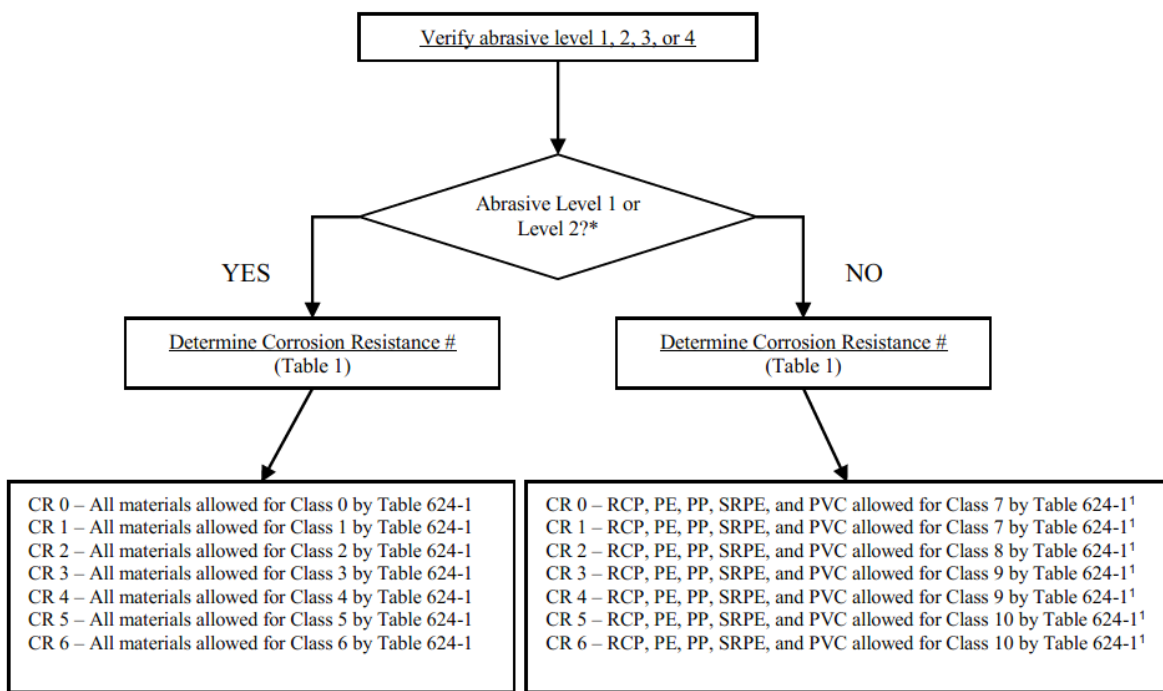 Verify abrasive level 1, 2, 3, or 4
Abrasive Level 1 or
Level 2?*
YES
NO
Determine Corrosion Resistance #
(Table 1)
Determine Corrosion Resistance #
(Table 1)
CR 0 – All materials allowed for Class 0 by Table 624-1
CR 1 – All materials allowed for Class 1 by Table 624-1
CR 2 – All materials allowed for Class 2 by Table 624-1
CR 3 – All materials allowed for Class 3 by Table 624-1
CR 4 – All materials allowed for Class 4 by Table 624-1
CR 5 – All materials allowed for Class 5 by Table 624-1
CR 6 – All materials allowed for Class 6 by Table 624-1
CR 0 – RCP, PE, PP, SRPE, and PVC allowed for Class 7 by Table 624-1¹
CR 1 – RCP, PE, PP, SRPE, and PVC allowed for Class 7 by Table 624-1¹
CR 2 – RCP, PE, PP, SRPE, and PVC allowed for Class 8 by Table 624-1¹
CR 3 – RCP, PE, PP, SRPE, and PVC allowed for Class 9 by Table 624-1¹
CR 4 – RCP, PE, PP, SRPE, and PVC allowed for Class 9 by Table 624-1¹
CR 5 – RCP, PE, PP, SRPE, and PVC allowed for Class 10 by Table 624-1¹
CR 6 – RCP, PE, PP, SRPE, and PVC allowed for Class 10 by Table 624-1¹